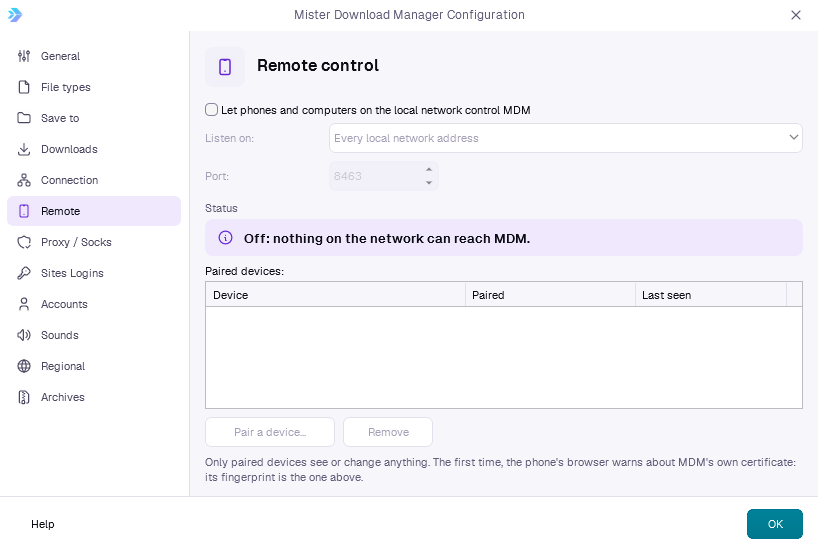 Mister Download Manager Configuration
General
File types
Save to
Downloads
Connection
Remote
Proxy / Socks
Sites Logins
Accounts
Sounds
Regional
Archives
Remote control
Let phones and computers on the local network control MDM
Listen on: Every local network address
Port: 8463
Status
Off: nothing on the network can reach MDM.
Paired devices:
Device Paired Last seen
Pair a device... Remove
Only paired devices see or change anything. The first time, the phone's browser warns about MDM's own certificate:
its fingerprint is the one above.
Help OK